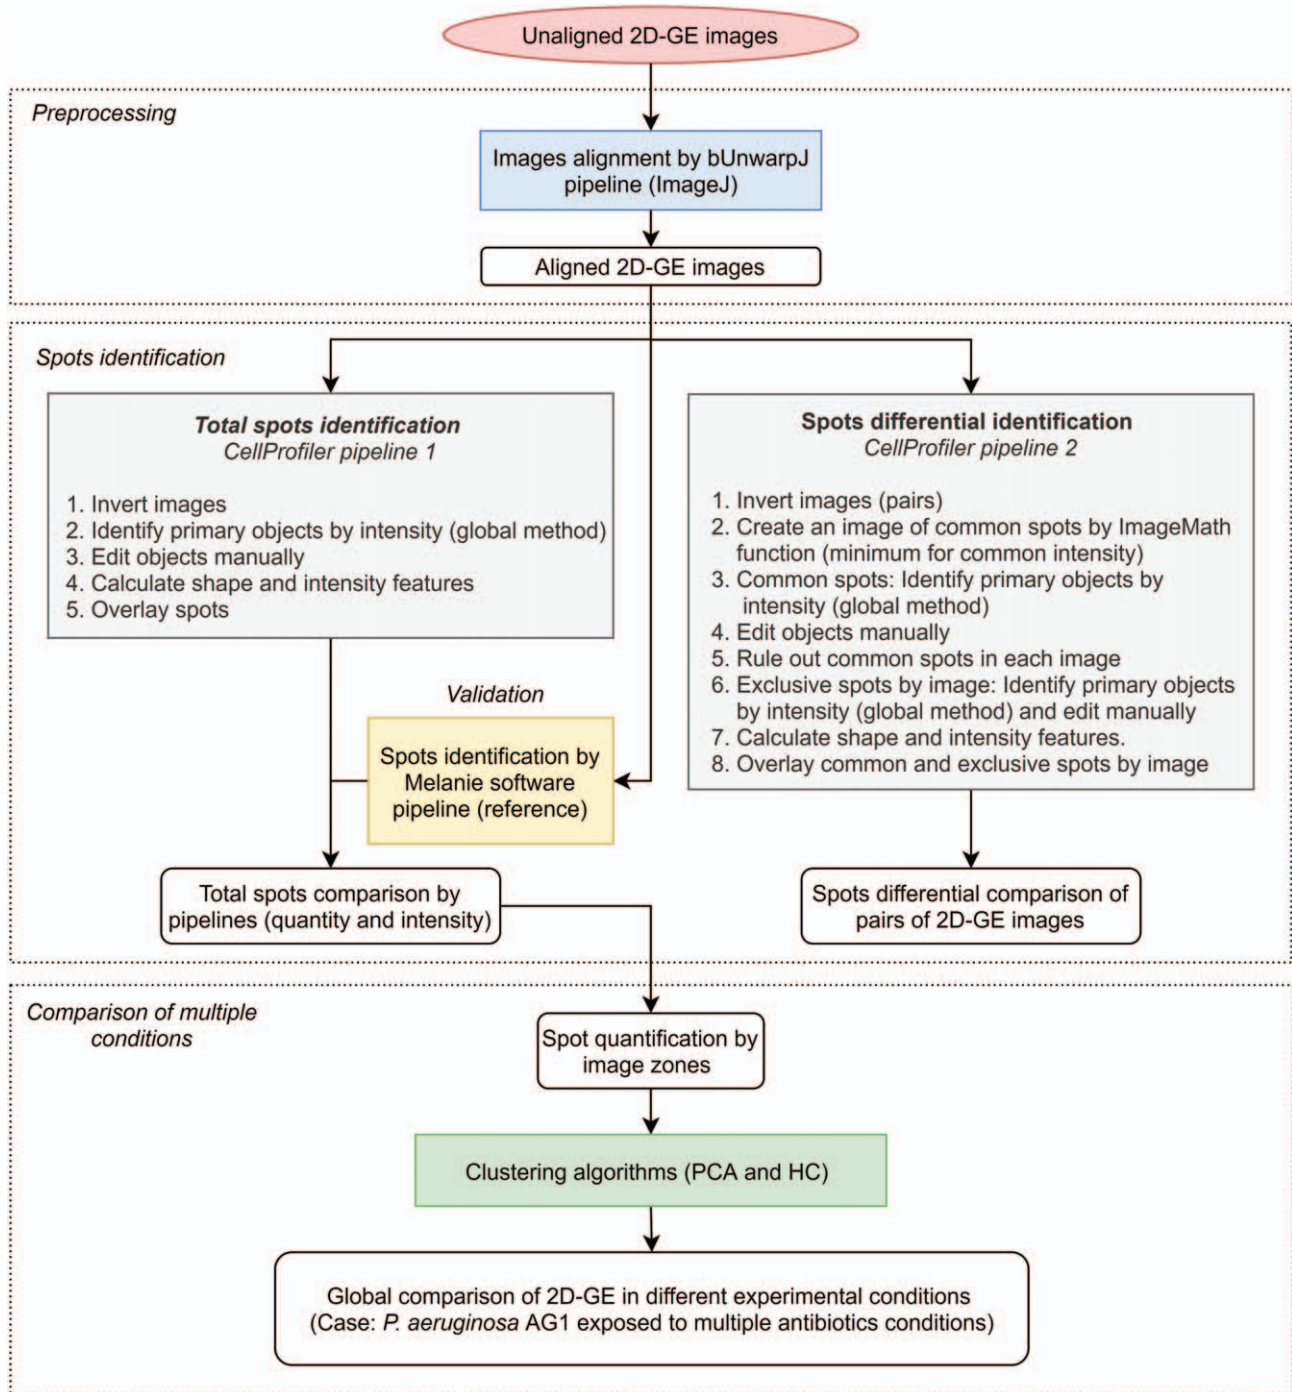 Unaligned 2D-GE images
Preprocessing
Images alignment by bUnwarpJ
pipeline (ImageJ)
Aligned 2D-GE images
Spots identification
Total spots identification
CellProfiler pipeline 1
1. Invert images
2. Identify primary objects by intensity (global method)
3. Edit objects manually
4. Calculate shape and intensity features
5. Overlay spots
Spots differential identification
CellProfiler pipeline 2
1. Invert images (pairs)
2. Create an image of common spots by ImageMath
function (minimum for common intensity)
3. Common spots: Identify primary objects by
intensity (global method)
4. Edit objects manually
5. Rule out common spots in each image
6. Exclusive spots by image: Identify primary objects
by intensity (global method) and edit manually
7. Calculate shape and intensity features.
8. Overlay common and exclusive spots by image
Validation
Spots identification by
Melanie software
pipeline (reference)
Total spots comparison by
pipelines (quantity and intensity)
Spots differential comparison of
pairs of 2D-GE images
Comparison of multiple
conditions
Spot quantification by
image zones
Clustering algorithms (PCA and HC)
Global comparison of 2D-GE in different experimental conditions
(Case: P. aeruginosa AG1 exposed to multiple antibiotics conditions)